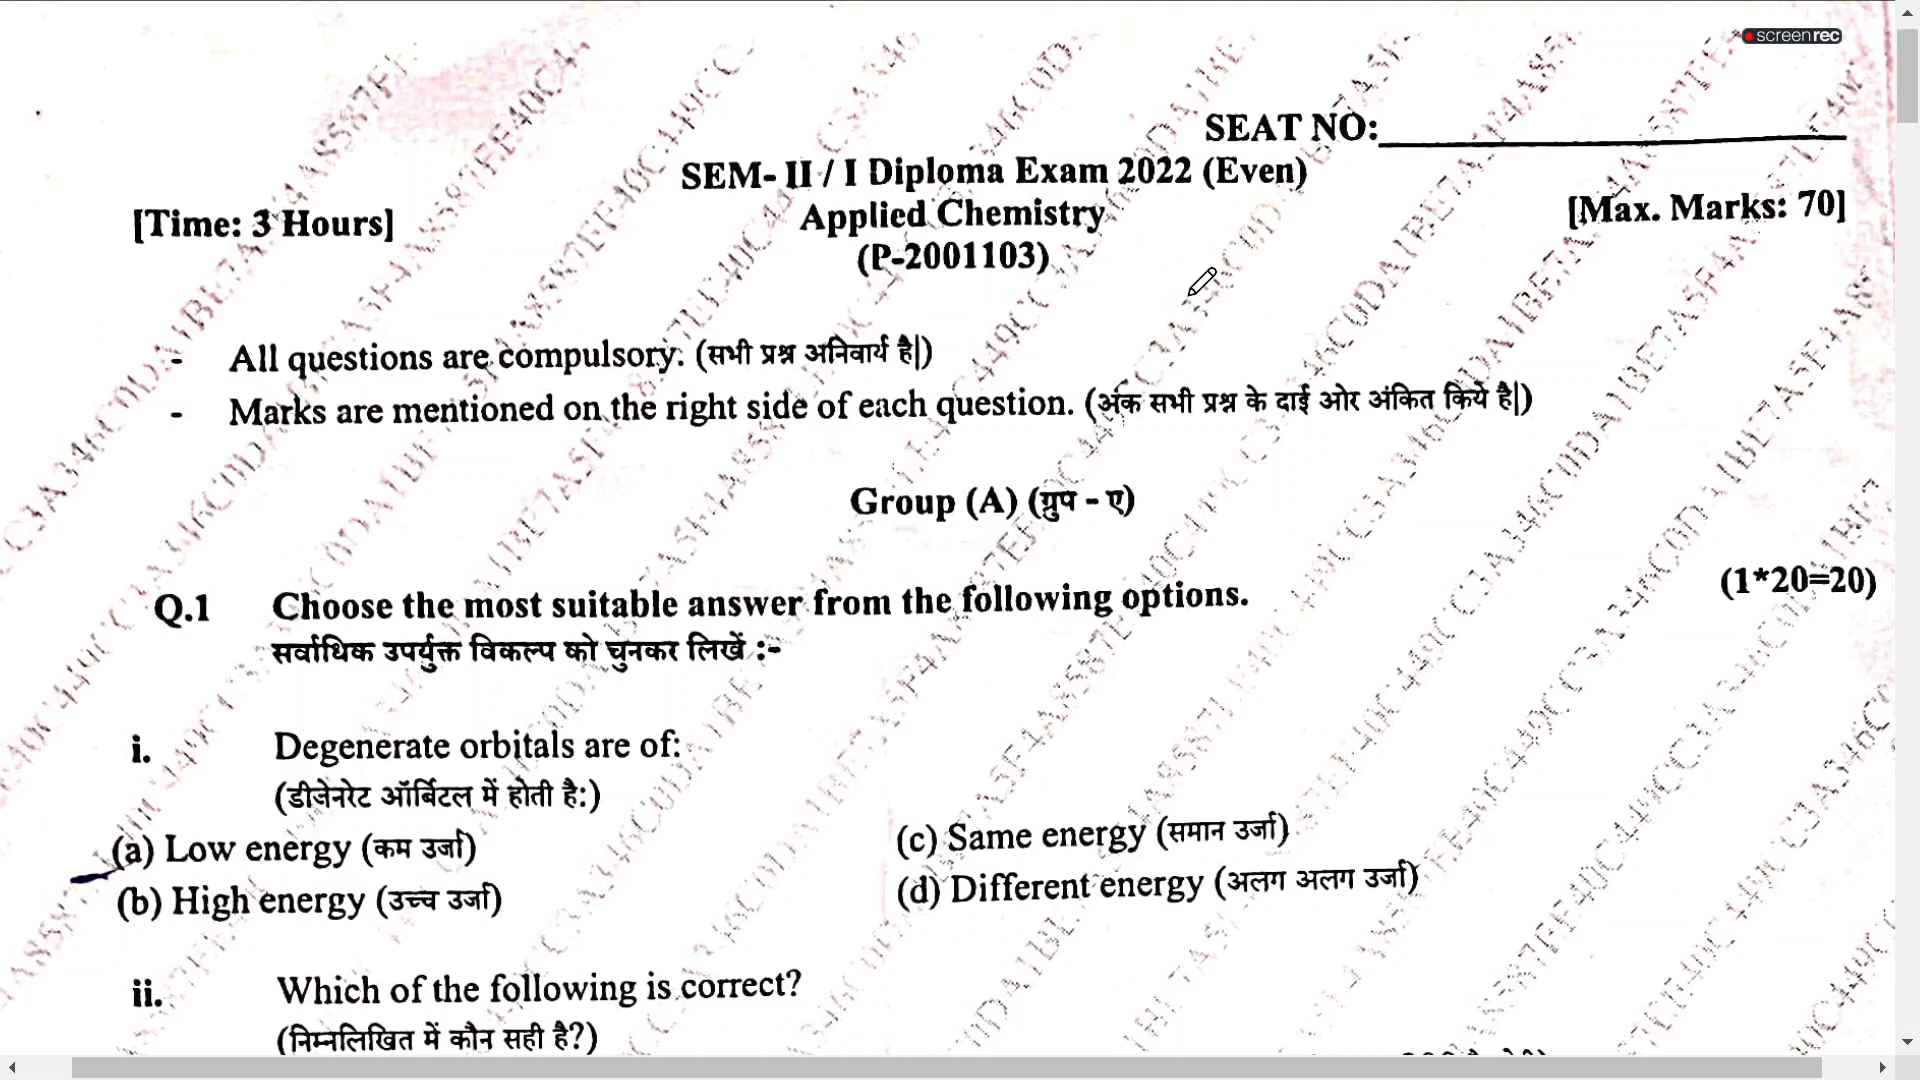 screenrec
SEAT NO:
SEM- II / I Diploma Exam 2022 (Even)
[Time: 3 Hours]
Applied Chemistry
[Max. Marks: 70]
(P-2001103)
- All questions are compulsory. (सभी प्रश्न अनिवार्य है|)
- Marks are mentioned on the right side of each question. (अंक सभी प्रश्न के दाई ओर अंकित किये है|)
Group (A) (ग्रुप - ए)
Q.1 Choose the most suitable answer from the following options. (1*20=20)
सर्वाधिक उपर्युक्त विकल्प को चुनकर लिखें :-
i. Degenerate orbitals are of:
(डीजेनरेट ऑर्बिटल में होती है:)
(a) Low energy (कम उर्जा)
(c) Same energy (समान उर्जा)
(b) High energy (उच्च उर्जा)
(d) Different energy (अलग अलग उर्जा)
ii. Which of the following is correct?
(निम्नलिखित में कौन सही है?)